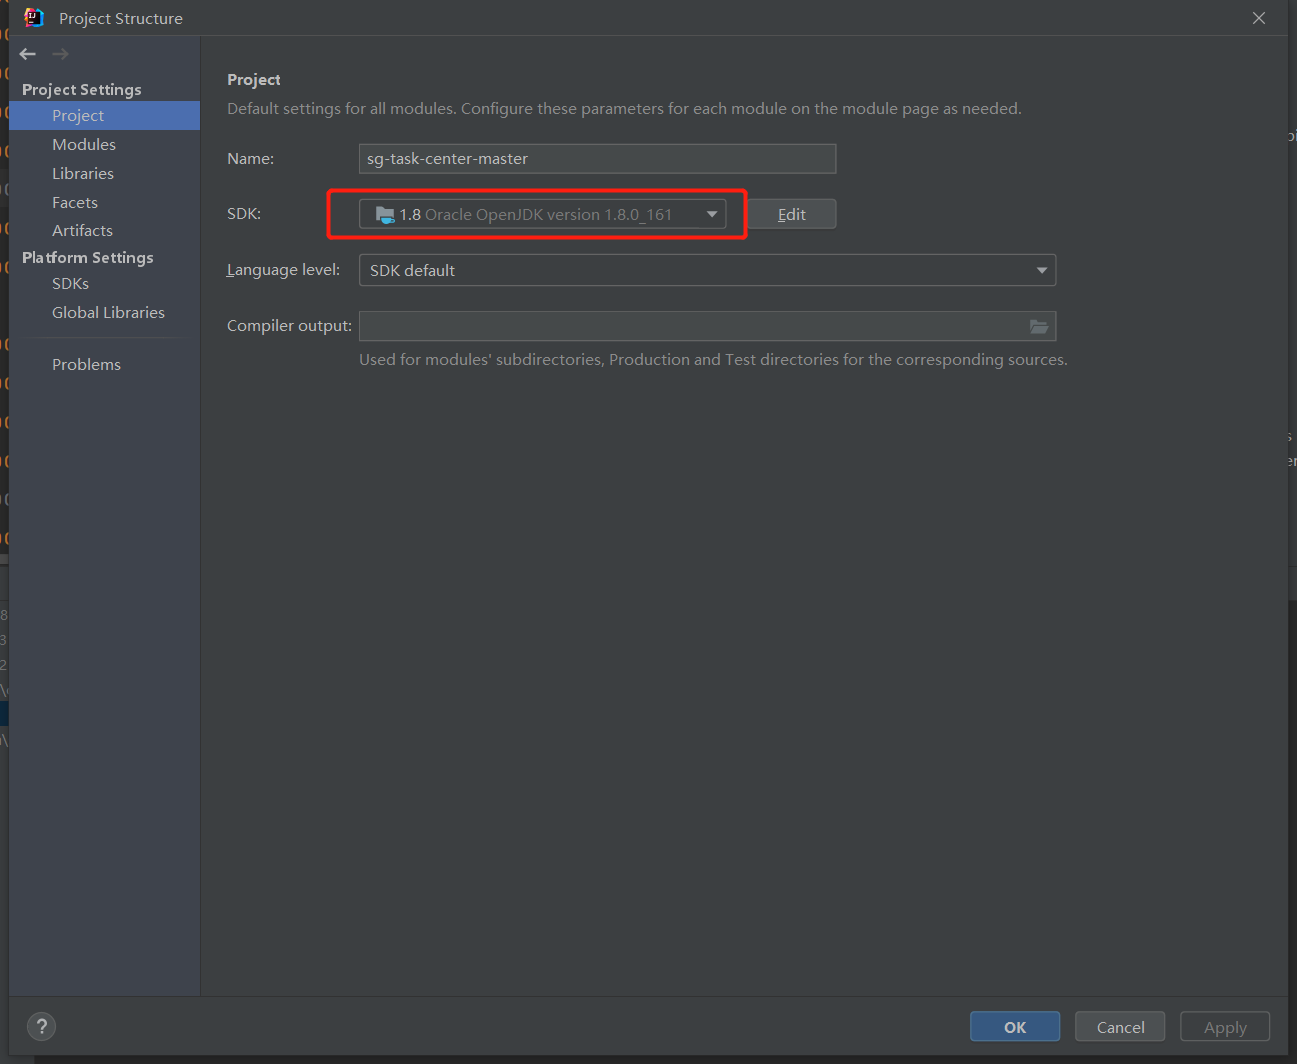 Project Structure
Project Settings
Project
Modules
Libraries
Facets
Artifacts
Platform Settings
SDKs
Global Libraries
Problems
Project
Default settings for all modules. Configure these parameters for each module on the module page as needed.
Name: sg-task-center-master
SDK: 1.8 Oracle OpenJDK version 1.8.0_161 Edit
Language level: SDK default
Compiler output:
Used for modules' subdirectories, Production and Test directories for the corresponding sources.
? OK Cancel Apply